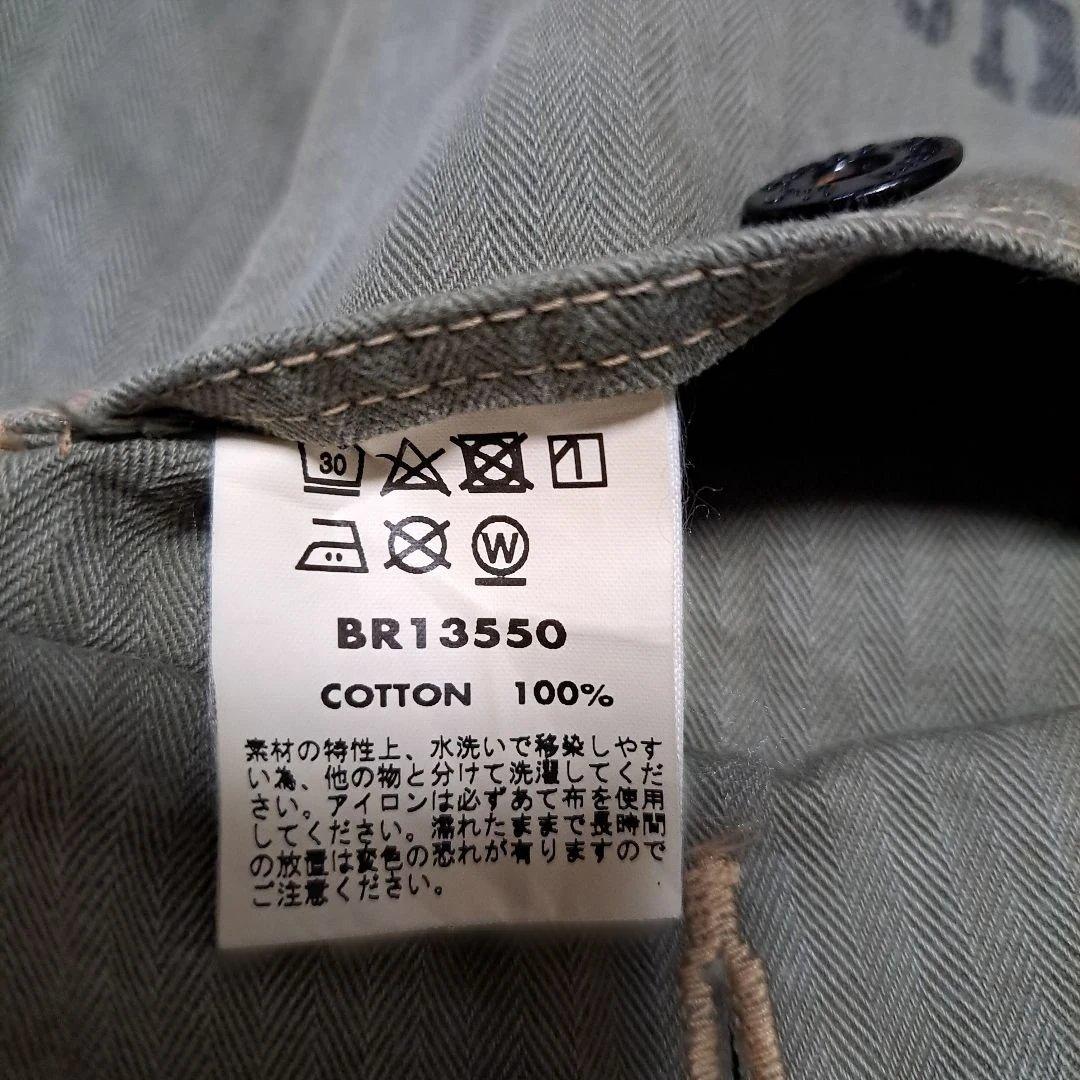 30
W
BR13550
COTTON 100%
素材の特性上、水洗いで移染しやす
い為、他の物と分けて洗濯してくだ
さい。アイロンは必ずあて布を使用
してください。濡れたままで長時間
の放置は変色の恐れが有りますので
ご注意ください。